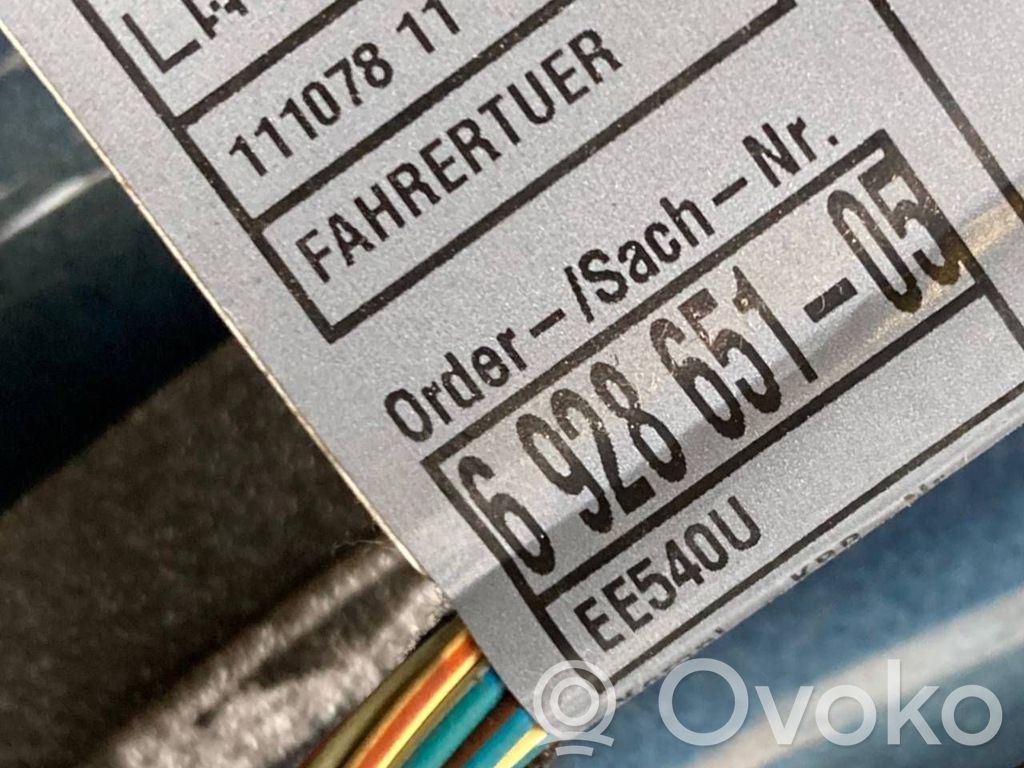 111078 11
FAHRERTUER
Order-/Sach-Nr.
6 928 651-05
EE540U
Ovoko